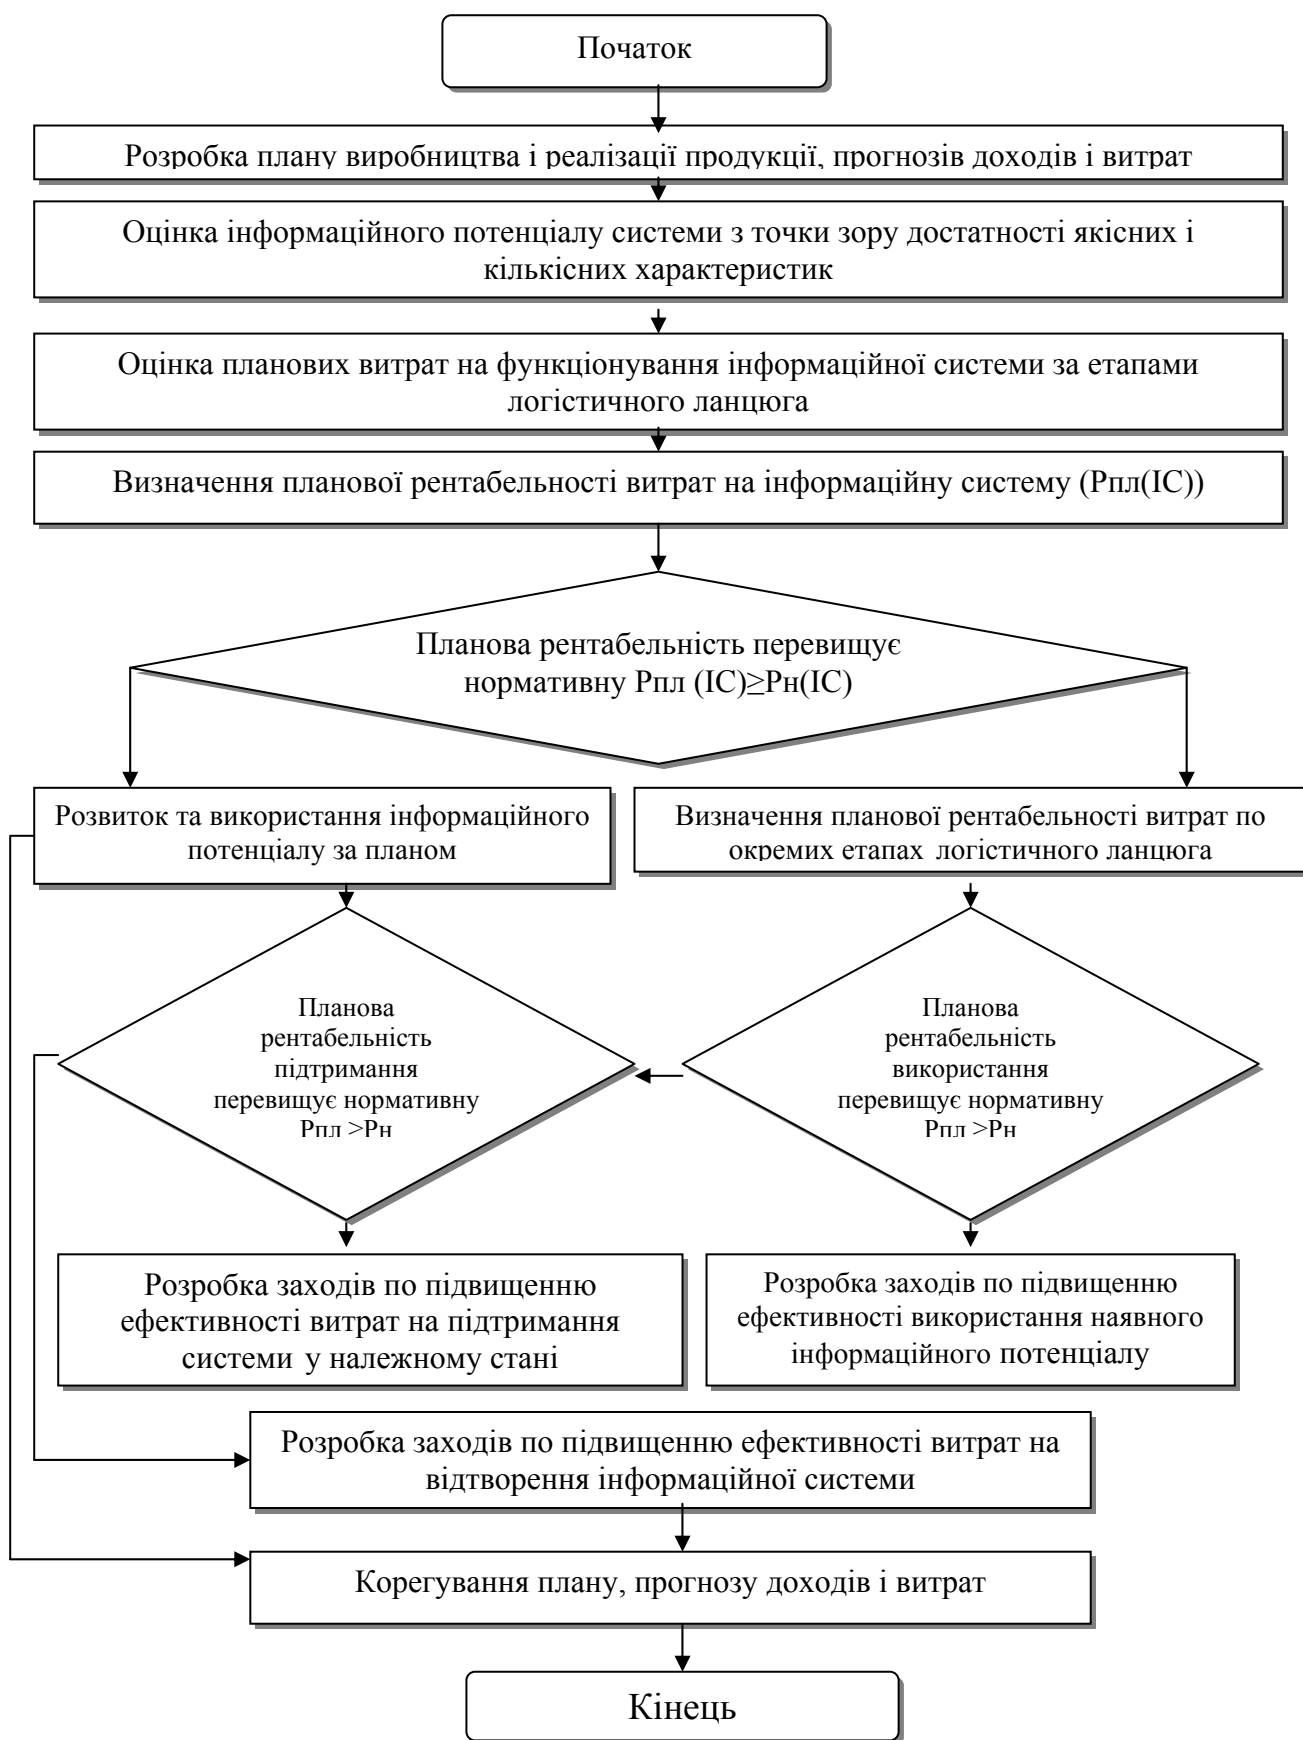 Початок
Розробка плану виробництва і реалізації продукції, прогнозів доходів і витрат
Оцінка інформаційного потенціалу системи з точки зору достатності якісних і
кількісних характеристик
Оцінка планових витрат на функціонування інформаційної системи за етапами
логістичного ланцюга
Визначення планової рентабельності витрат на інформаційну систему (Рпл(ІС))
Планова рентабельність перевищує
нормативну Рпл (ІС)≥Рн(ІС)
Розвиток та використання інформаційного
потенціалу за планом
Визначення планової рентабельності витрат по
окремих етапах логістичного ланцюга
Планова
рентабельність
підтримання
перевищує нормативну
Рпл >Рн
Планова
рентабельність
використання
перевищує нормативну
Рпл >Рн
Розробка заходів по підвищенню
ефективності витрат на підтримання
системи у належному стані
Розробка заходів по підвищенню
ефективності використання наявного
інформаційного потенціалу
Розробка заходів по підвищенню ефективності витрат на
відтворення інформаційної системи
Корегування плану, прогнозу доходів і витрат
Кінець